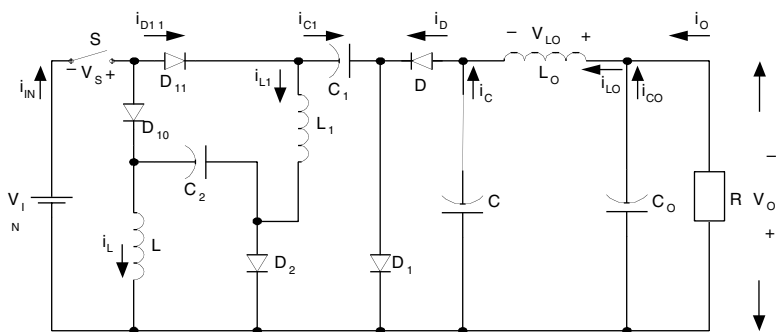 i_D11 i_C1 i_D – V_LO + i_O
S D_11 C_1 D L_O
– V_S + i_IN i_L1 i_C i_LO i_CO
D_10 L_1
C_2
V_I
N
i_L L D_2 D_1 C C_O R
–
V_O
+